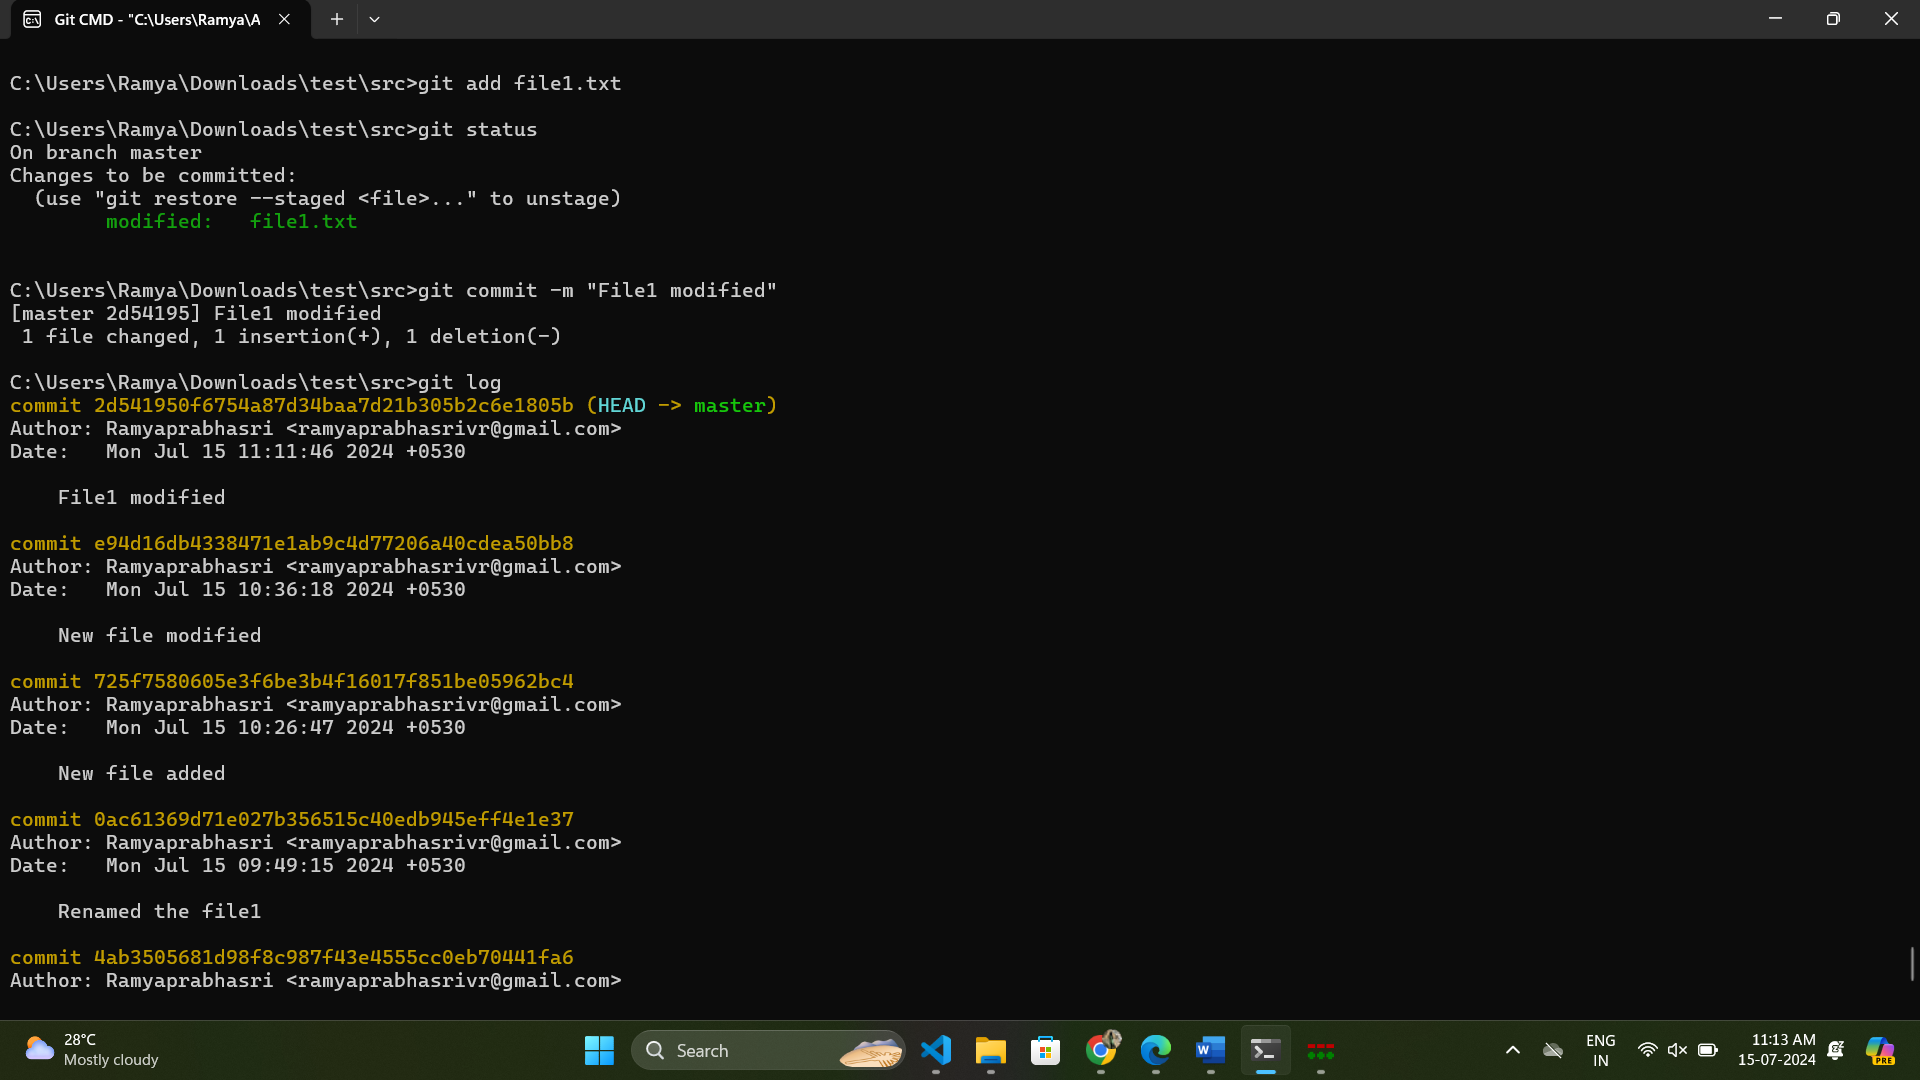 Git CMD - "C:\Users\Ramya\A
C:\Users\Ramya\Downloads\test\src>git add file1.txt
C:\Users\Ramya\Downloads\test\src>git status
On branch master
Changes to be committed:
  (use "git restore --staged <file>..." to unstage)
        modified:   file1.txt
C:\Users\Ramya\Downloads\test\src>git commit -m "File1 modified"
[master 2d54195] File1 modified
 1 file changed, 1 insertion(+), 1 deletion(-)
C:\Users\Ramya\Downloads\test\src>git log
commit 2d541950f6754a87d34baa7d21b305b2c6e1805b (HEAD -> master)
Author: Ramyaprabhasri <ramyaprabhasrivr@gmail.com>
Date:   Mon Jul 15 11:11:46 2024 +0530
    File1 modified
commit e94d16db4338471e1ab9c4d77206a40cdea50bb8
Author: Ramyaprabhasri <ramyaprabhasrivr@gmail.com>
Date:   Mon Jul 15 10:36:18 2024 +0530
    New file modified
commit 725f7580605e3f6be3b4f16017f851be05962bc4
Author: Ramyaprabhasri <ramyaprabhasrivr@gmail.com>
Date:   Mon Jul 15 10:26:47 2024 +0530
    New file added
commit 0ac61369d71e027b356515c40edb945eff4e1e37
Author: Ramyaprabhasri <ramyaprabhasrivr@gmail.com>
Date:   Mon Jul 15 09:49:15 2024 +0530
    Renamed the file1
commit 4ab3505681d98f8c987f43e4555cc0eb70441fa6
Author: Ramyaprabhasri <ramyaprabhasrivr@gmail.com>
28°C
Mostly cloudy
Search
ENG
IN
11:13 AM
15-07-2024
PRE